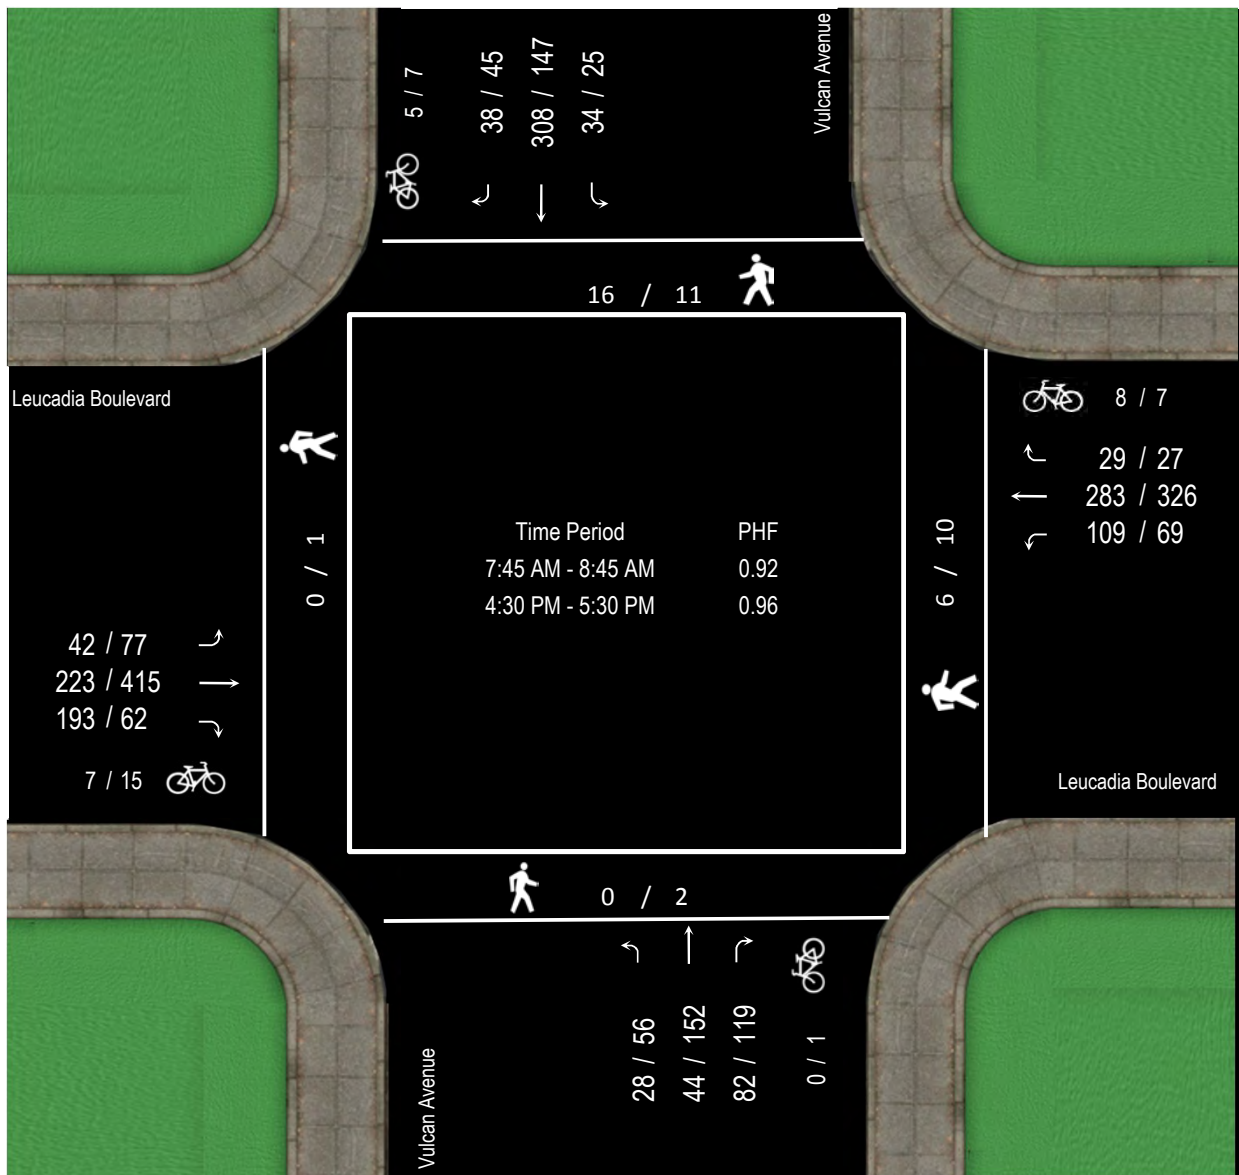 5 / 7
38 / 45
308 / 147
34 / 25
Vulcan Avenue
16 / 11
Leucadia Boulevard
8 / 7
29 / 27
283 / 326
109 / 69
0 / 1
Time Period PHF
7:45 AM - 8:45 AM 0.92
4:30 PM - 5:30 PM 0.96
6 / 10
42 / 77
223 / 415
193 / 62
7 / 15
Leucadia Boulevard
0 / 2
Vulcan Avenue
28 / 56
44 / 152
82 / 119
0 / 1